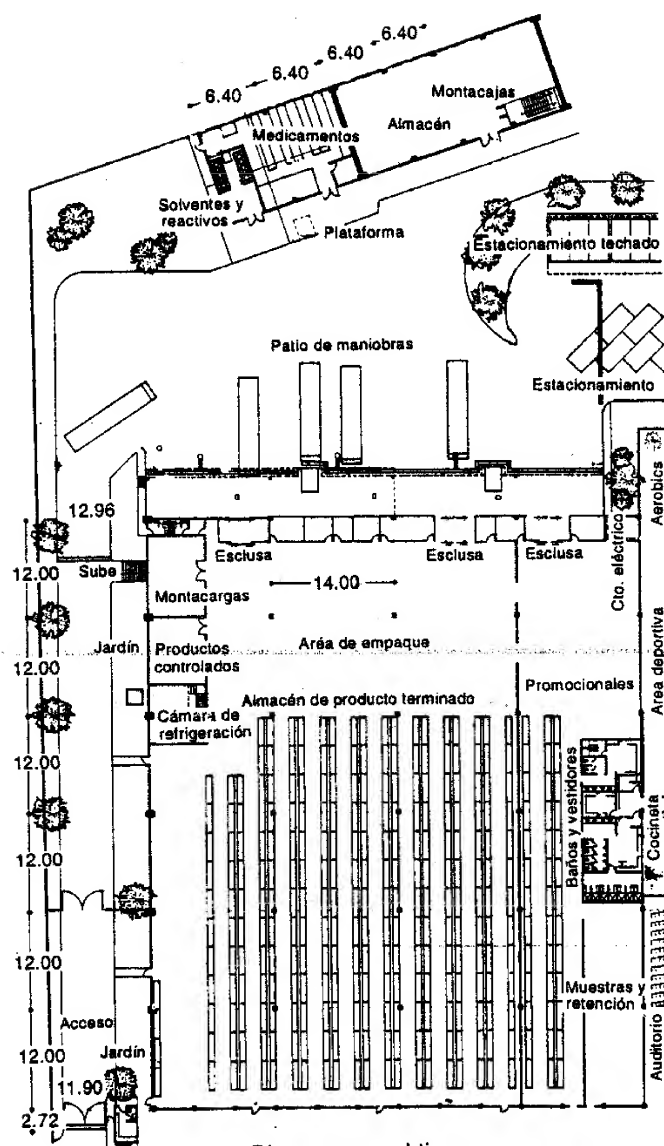 6.40
6.40
6.40
6.40
Montacajas
Almacén
Medicamentos
Solventes y
reactivos
Plataforma
Estacionamiento techado
Patio de maniobras
Estacionamiento
Aerobics
12.96
Cto. eléctrico
Esclusa
Esclusa
Esclusa
12.00
Sube
14.00
Montacargas
Jardín
Productos
controlados
Aréa de empaque
Area deportiva
12.00
Promocionales
Almacén de producto terminado
Cámara de
refrigeración
12.00
Baños y vestidores
Cocineta
12.00
12.00
Muestras y
retención
Acceso
Auditorio
12.00
Jardín
11.90
2.72